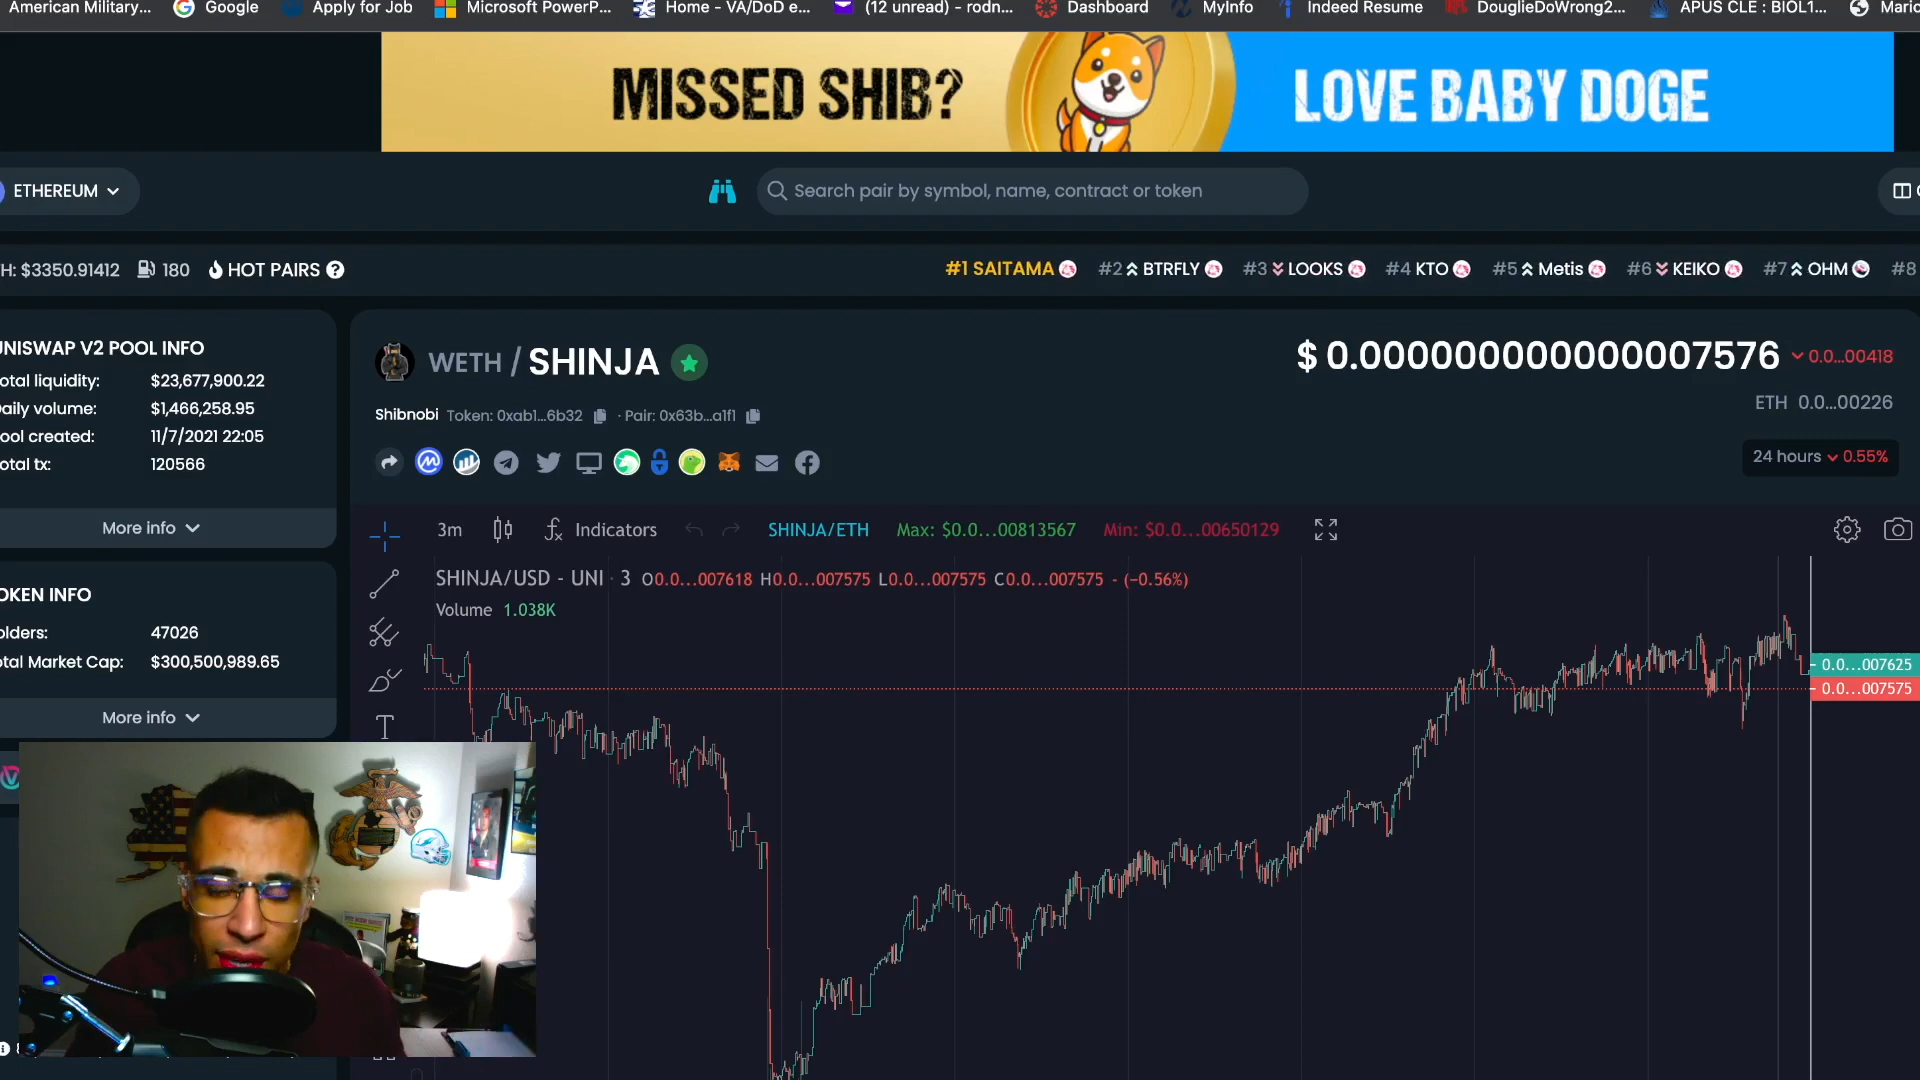 American Military... Google Apply for Job Microsoft PowerP... Home - VA/DoD e... (12 unread) - rodn... Dashboard MyInfo Indeed Resume DouglieDoWrong2... APUS CLE : BIOL1... Mario
MISSED SHIB? LOVE BABY DOGE
ETHEREUM
Search pair by symbol, name, contract or token
TH: $3350.91412 180 HOT PAIRS ? #1 SAITAMA #2 BTRFLY #3 LOOKS #4 KTO #5 Metis #6 KEIKO #7 OHM #8
UNISWAP V2 POOL INFO
otal liquidity: $23,677,900.22
aily volume: $1,466,258.95
ool created: 11/7/2021 22:05
otal tx: 120566
More info
OKEN INFO
olders: 47026
otal Market Cap: $300,500,989.65
More info
WETH / SHINJA
$ 0.0000000000000007576 0.0...00418
Shibnobi Token: 0xab1...6b32 · Pair: 0x63b...a1f1
ETH 0.0...00226
24 hours 0.55%
3m Indicators SHINJA/ETH Max: $0.0...00813567 Min: $0.0...00650129
SHINJA/USD - UNI · 3 O0.0...007618 H0.0...007575 L0.0...007575 C0.0...007575 - (−0.56%)
Volume 1.038K
0.0...007625
0.0...007575